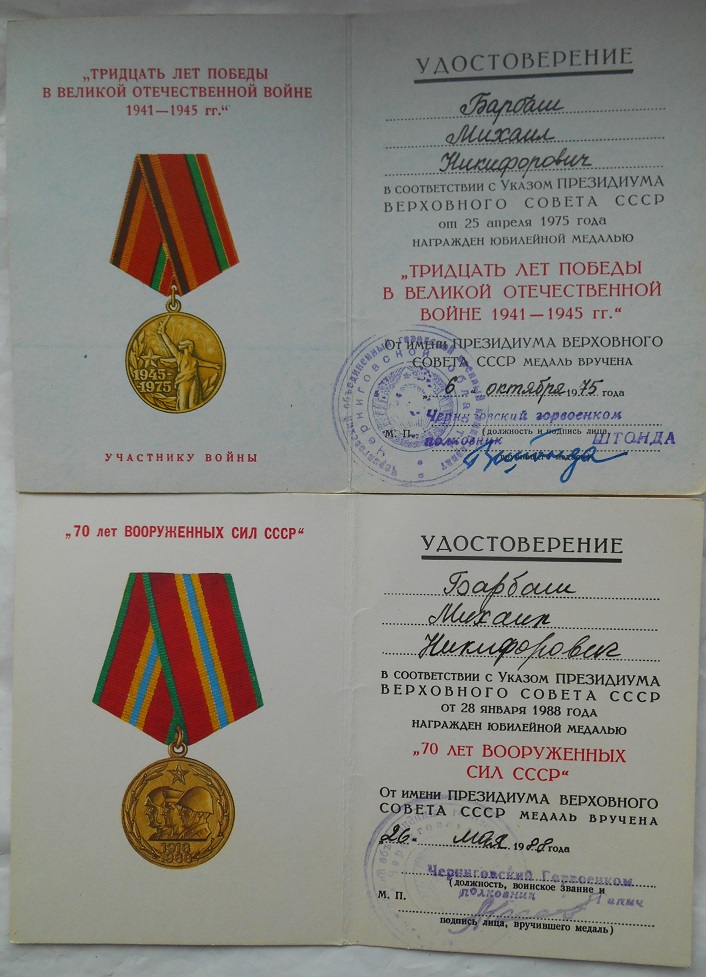 „ТРИДЦАТЬ ЛЕТ ПОБЕДЫ
В ВЕЛИКОЙ ОТЕЧЕСТВЕННОЙ ВОЙНЕ
1941—1945 гг.“
1945-
1975
УЧАСТНИКУ ВОЙНЫ
УДОСТОВЕРЕНИЕ
Барбаш
Михаил
Никифорович
в соответствии с Указом ПРЕЗИДИУМА
ВЕРХОВНОГО СОВЕТА СССР
от 25 апреля 1975 года
НАГРАЖДЕН ЮБИЛЕЙНОЙ МЕДАЛЬЮ
„ТРИДЦАТЬ ЛЕТ ПОБЕДЫ
В ВЕЛИКОЙ ОТЕЧЕСТВЕННОЙ
ВОЙНЕ 1941—1945 гг.“
От имени ПРЕЗИДИУМА ВЕРХОВНОГО
СОВЕТА СССР МЕДАЛЬ ВРУЧЕНА
„6“ октября 1975 года
Черниговский горвоенком
М. П. (должность и подпись лица,
полковник ШТОНДА
„70 лет ВООРУЖЕННЫХ СИЛ СССР“
1918
1988
УДОСТОВЕРЕНИЕ
Барбаш
Михаил
Никифорович
в соответствии с Указом ПРЕЗИДИУМА
ВЕРХОВНОГО СОВЕТА СССР
от 28 января 1988 года
НАГРАЖДЕН ЮБИЛЕЙНОЙ МЕДАЛЬЮ
„70 лет ВООРУЖЕННЫХ
СИЛ СССР“
От имени ПРЕЗИДИУМА ВЕРХОВНОГО
СОВЕТА СССР МЕДАЛЬ ВРУЧЕНА
„26“ мая 1988 года
Черниговский Горвоенком
(должность, воинское звание и
М. П. полковник
подпись лица, вручившего медаль)